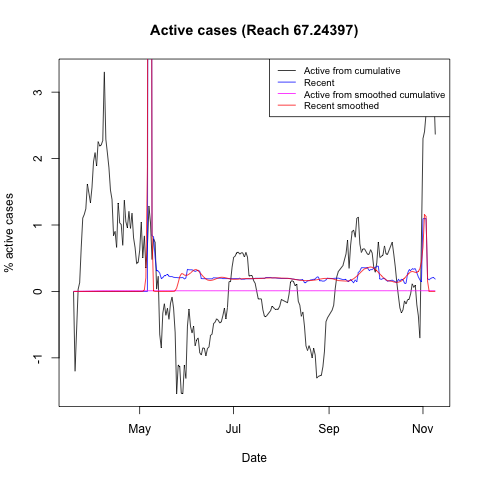 Active cases (Reach 67.24397)
Active from cumulative
Recent
Active from smoothed cumulative
Recent smoothed
% active cases
3
2
1
0
-1
May
Jul
Sep
Nov
Date